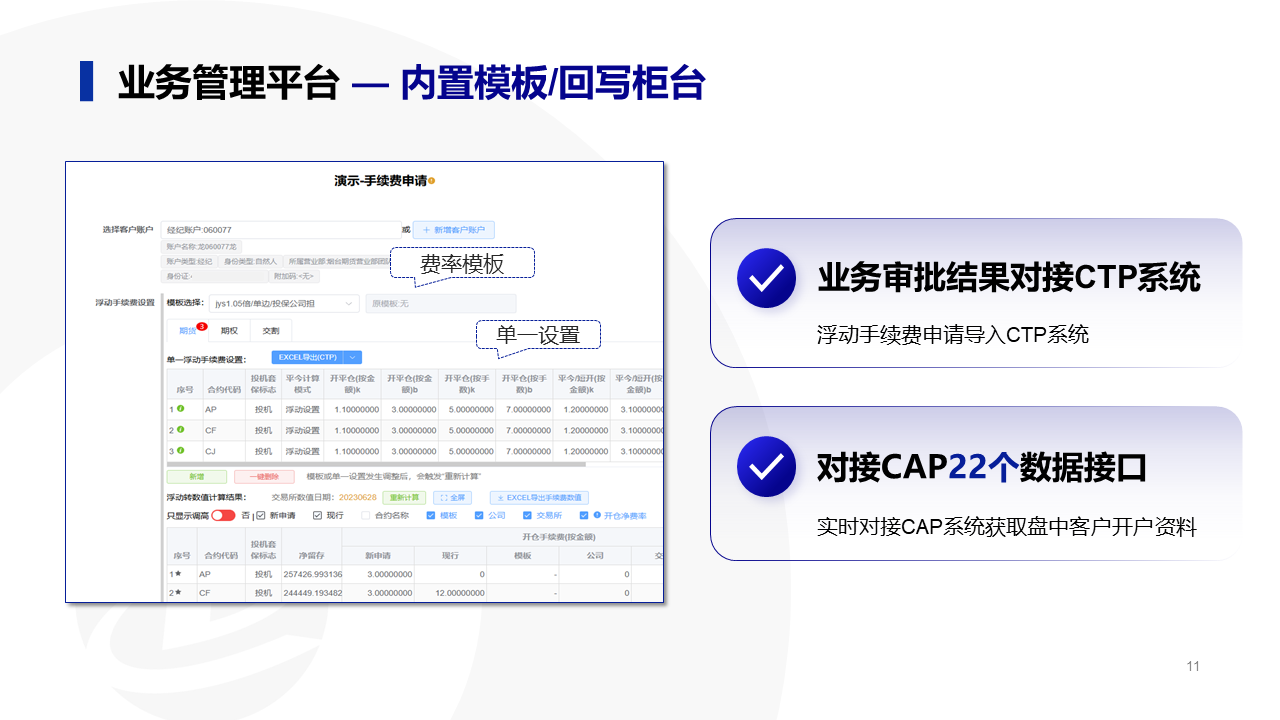 业务管理平台 — 内置模板/回写柜台
演示-手续费申请
选择客户账户 经纪账户:060077 或 + 新增客户账户
账户名称:龙060077龙
账户类型:经纪 身份类型:自然人 所属营业部:烟台期货营业部团
身份证: 附加码:<无>
费率模板
浮动手续费设置 模板选择: jys1.05倍/单边/投保公司担 原模板:无
期货 3 期权 交割
单一设置
单一浮动手续费设置: EXCEL导出(CTP)
序号 合约代码 投机套保标志 平今计算模式 开平仓(按金额)k 开平仓(按金额)b 开平仓(按手数)k 开平仓(按手数)b 平今/短开(按金额)k 平今/短开(按金额)b
1 AP 投机 浮动设置 1.10000000 3.00000000 5.00000000 7.00000000 1.20000000 3.10000000
2 CF 投机 浮动设置 1.10000000 3.00000000 5.00000000 7.00000000 1.20000000 3.10000000
3 CJ 投机 浮动设置 1.10000000 3.00000000 5.00000000 7.00000000 1.20000000 3.10000000
新增 一键删除 模板或单一设置发生调整后，会触发"重新计算"
浮动转数值计算结果: 交易所数值日期: 20230628 重新计算 全屏 EXCEL导出手续费数值
只显示调高 否 | 新申请 现行 合约名称 模板 公司 交易所 开仓净费率
序号 合约代码 投机套保标志 净留存 开仓手续费(按金额)
新申请 现行 模板 公司 交
1★ AP 投机 257426.993136 3.00000000 0 - 0
2★ CF 投机 244449.193482 3.00000000 12.00000000 - 0
业务审批结果对接CTP系统
浮动手续费申请导入CTP系统
对接CAP22个数据接口
实时对接CAP系统获取盘中客户开户资料
11